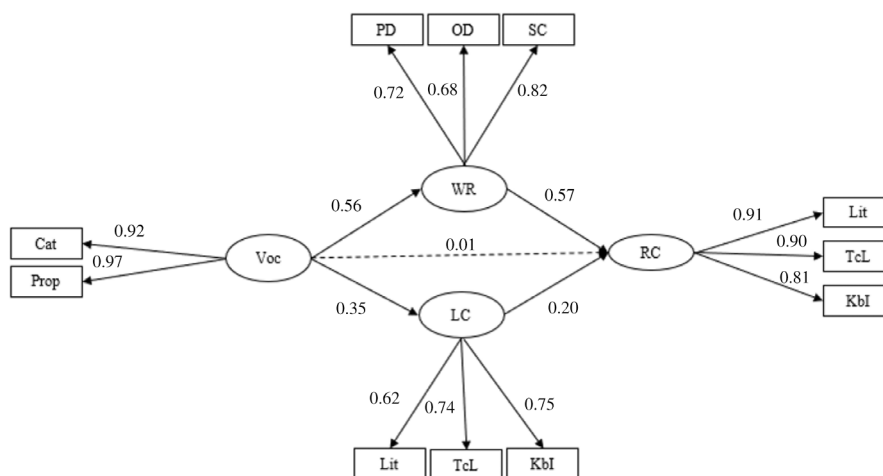 PD OD SC
0.72 0.68 0.82
WR
0.56 0.57
Cat 0.92 Voc 0.01 RC 0.91 Lit
Prop 0.97 0.90 TcL
0.81 KbI
0.35 LC 0.20
0.62 0.74 0.75
Lit TcL KbI